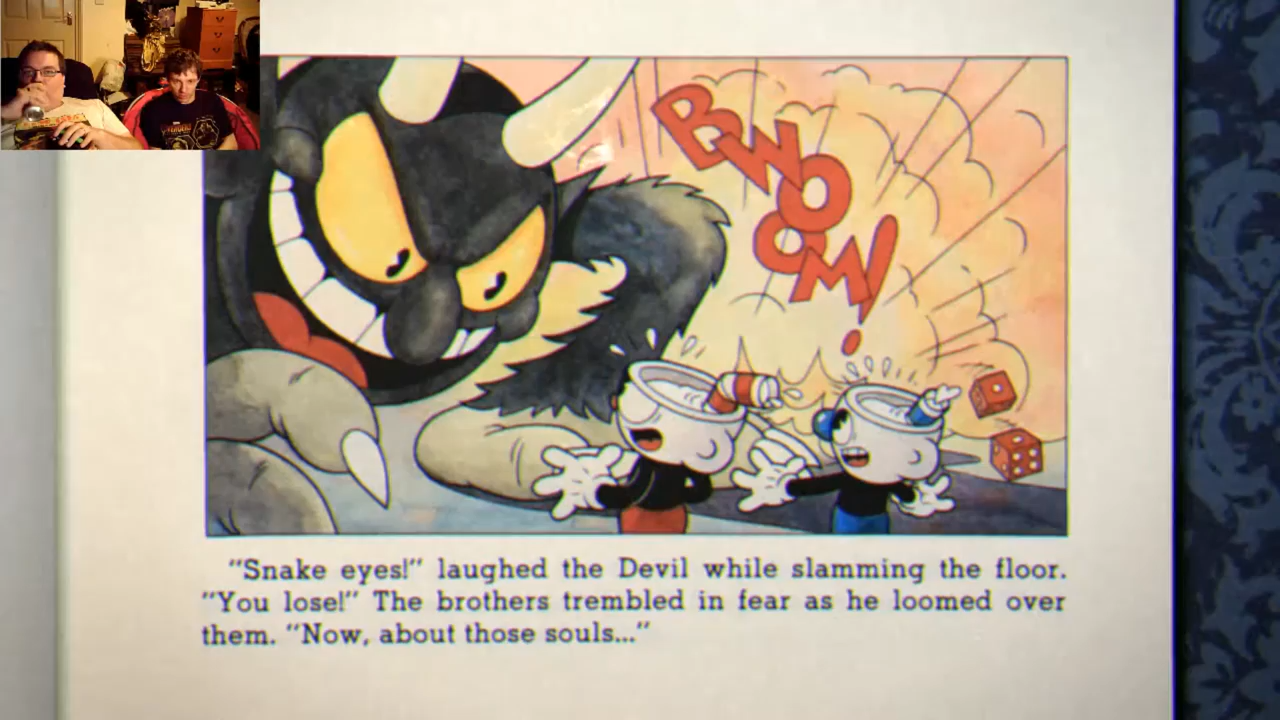 BWOOM!
"Snake eyes!" laughed the Devil while slamming the floor.
"You lose!" The brothers trembled in fear as he loomed over
them. "Now, about those souls..."